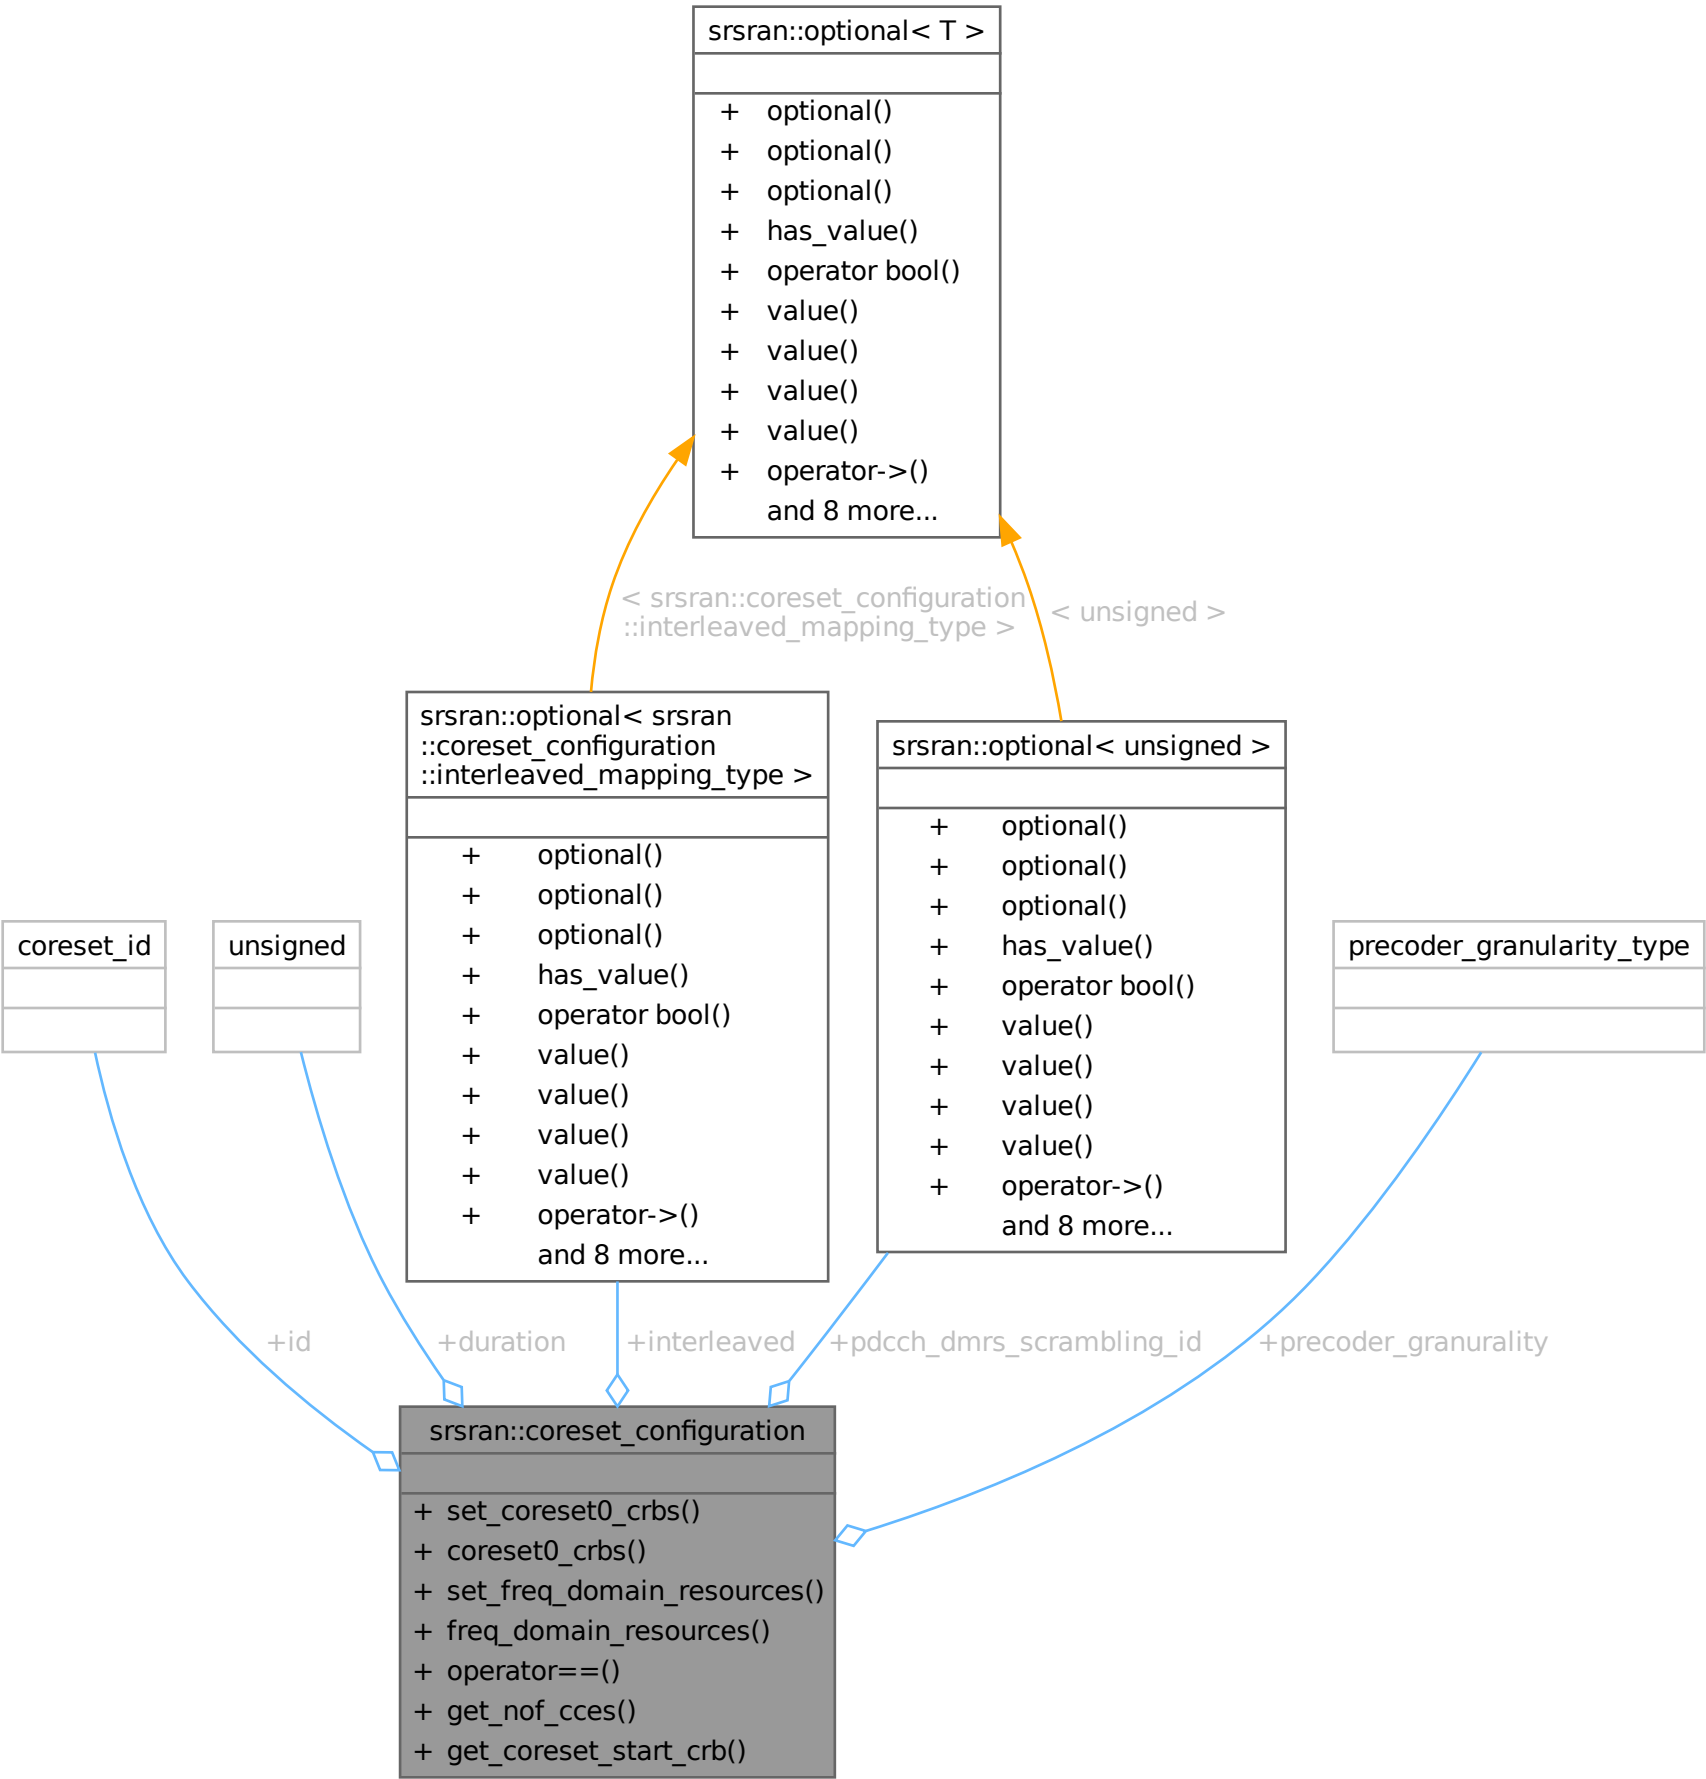 srsran::optional< T >
+ optional()
+ optional()
+ optional()
+ has_value()
+ operator bool()
+ value()
+ value()
+ value()
+ value()
+ operator->()
and 8 more...
< srsran::coreset_configuration
::interleaved_mapping_type >
< unsigned >
srsran::optional< srsran
::coreset_configuration
::interleaved_mapping_type >
+ optional()
+ optional()
+ optional()
+ has_value()
+ operator bool()
+ value()
+ value()
+ value()
+ value()
+ operator->()
and 8 more...
srsran::optional< unsigned >
+ optional()
+ optional()
+ optional()
+ has_value()
+ operator bool()
+ value()
+ value()
+ value()
+ value()
+ operator->()
and 8 more...
coreset_id
unsigned
precoder_granularity_type
+id
+duration
+interleaved
+pdcch_dmrs_scrambling_id
+precoder_granurality
srsran::coreset_configuration
+ set_coreset0_crbs()
+ coreset0_crbs()
+ set_freq_domain_resources()
+ freq_domain_resources()
+ operator==()
+ get_nof_cces()
+ get_coreset_start_crb()